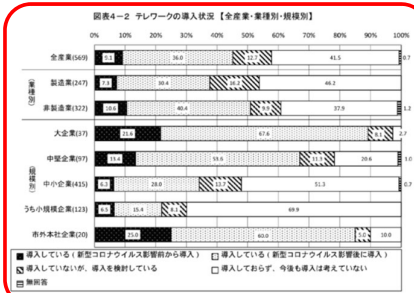 図表4-2 テレワークの導入状況 【全産業・業種別・規模別】
0% 10% 20% 30% 40% 50% 60% 70% 80% 90% 100%
全産業(569) 9.3 36.0 12.7 41.5 0.7
(業種別)
製造業(247) 7.3 30.4 16.2 46.2
非製造業(322) 10.6 40.4 9.9 37.9 1.2
(規模別)
大企業(37) 21.6 67.6 8.1 2.7
中堅企業(97) 13.4 53.6 11.3 20.6 1.0
中小企業(415) 6.3 28.0 13.7 51.3 0.7
うち小規模企業(123) 6.5 15.4 8.1 69.9
市外本社企業(20) 25.0 60.0 5.0 10.0
導入している(新型コロナウイルス影響前から導入)
導入している(新型コロナウイルス影響後に導入)
導入していないが、導入を検討している
導入しておらず、今後も導入は考えていない
無回答